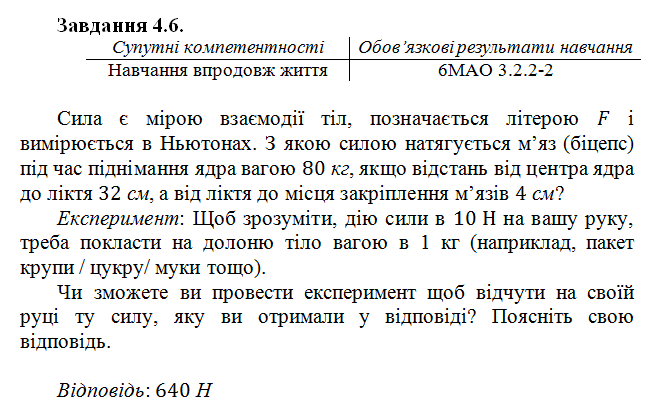 Завдання 4.6.
Супутні компетентності Обов’язкові результати навчання
Навчання впродовж життя 6МАО 3.2.2-2
Сила є мірою взаємодії тіл, позначається літерою F і
вимірюється в Ньютонах. З якою силою натягується м’яз (біцепс)
під час піднімання ядра вагою 80 кг, якщо відстань від центра ядра
до ліктя 32 см, а від ліктя до місця закріплення м’язів 4 см?
Експеримент: Щоб зрозуміти, дію сили в 10 Н на вашу руку,
треба покласти на долоню тіло вагою в 1 кг (наприклад, пакет
крупи / цукру/ муки тощо).
Чи зможете ви провести експеримент щоб відчути на своїй
руці ту силу, яку ви отримали у відповіді? Поясніть свою
відповідь.
Відповідь: 640 Н